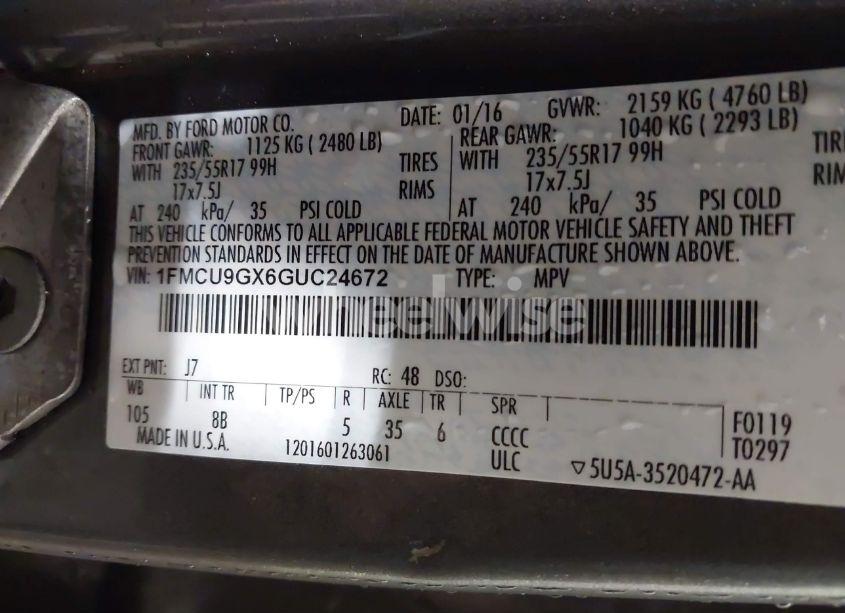 MFD. BY FORD MOTOR CO. DATE: 01/16 GVWR: 2159 KG ( 4760 LB)
FRONT GAWR: 1125 KG ( 2480 LB) REAR GAWR: 1040 KG ( 2293 LB)
WITH 235/55R17 99H TIRES WITH 235/55R17 99H TIRE
17x7.5J RIMS 17x7.5J RIM
AT 240 kPa/ 35 PSI COLD AT 240 kPa/ 35 PSI COLD
THIS VEHICLE CONFORMS TO ALL APPLICABLE FEDERAL MOTOR VEHICLE SAFETY AND THEFT
PREVENTION STANDARDS IN EFFECT ON THE DATE OF MANUFACTURE SHOWN ABOVE.
VIN: 1FMCU9GX6GUC24672 TYPE: MPV
wheelwise
EXT PNT: J7 RC: 48 DSO:
WB INT TR TP/PS R AXLE TR SPR
105 8B 5 35 6 CCCC F0119
MADE IN U.S.A. 1201601263061 ULC T0297
▽5U5A-3520472-AA